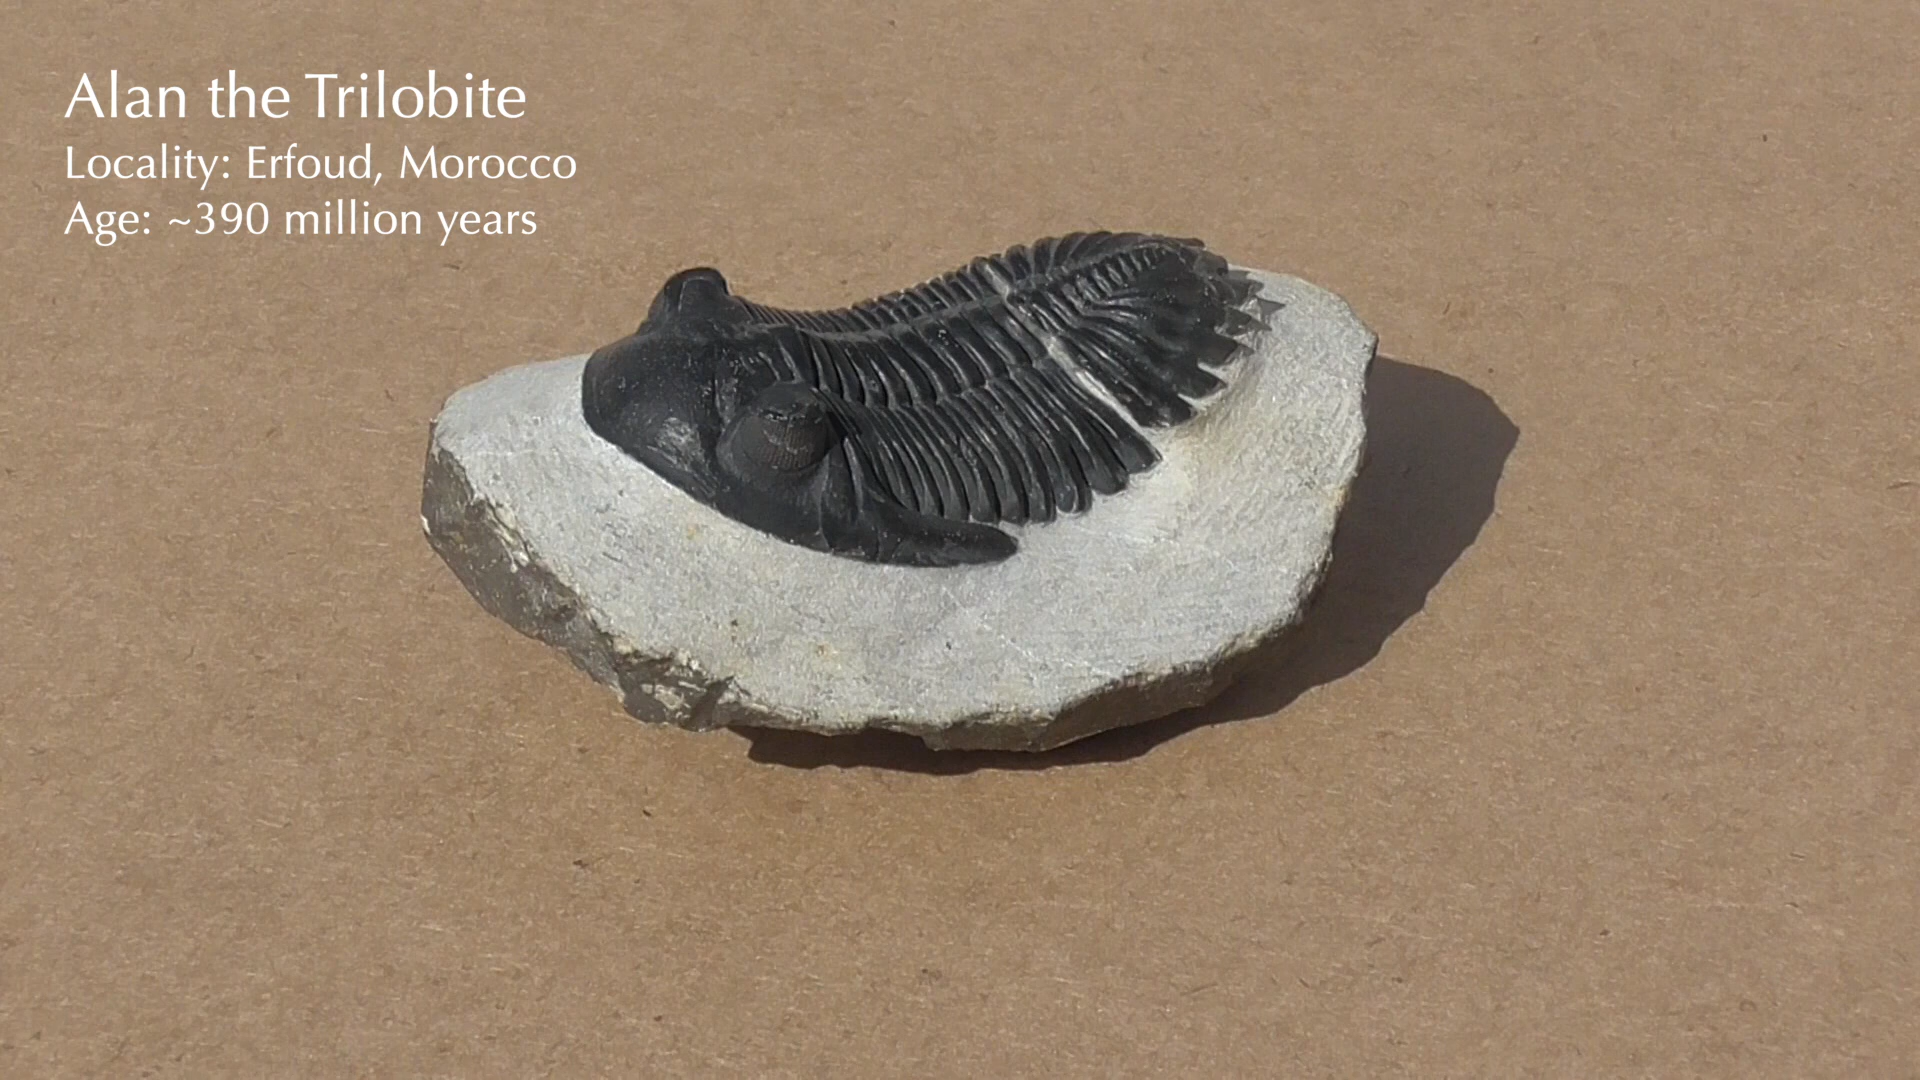 Alan the Trilobite
Locality: Erfoud, Morocco
Age: ~390 million years